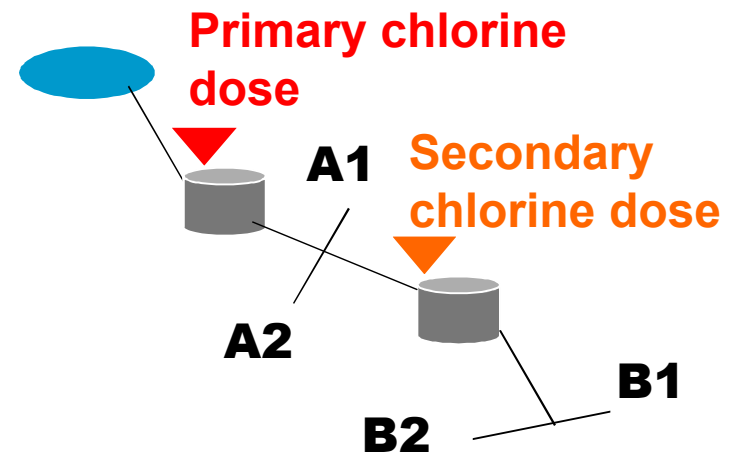 Primary chlorine
dose
A1
Secondary
chlorine dose
A2
B1
B2